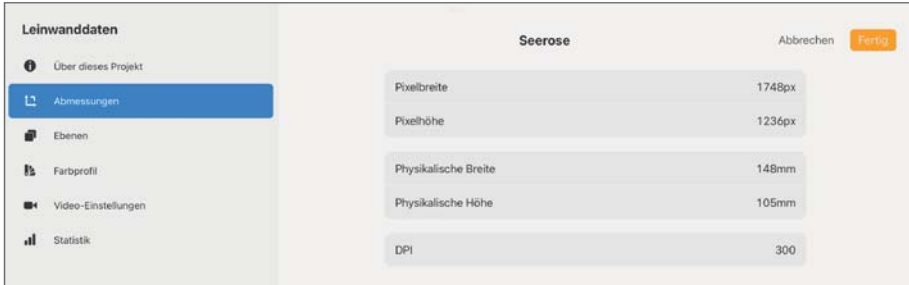 Leinwanddaten
Über dieses Projekt
Abmessungen
Ebenen
Farbprofil
Video-Einstellungen
Statistik
Seerose
Abbrechen
Fertig
Pixelbreite 1748px
Pixelhöhe 1236px
Physikalische Breite 148mm
Physikalische Höhe 105mm
DPI 300